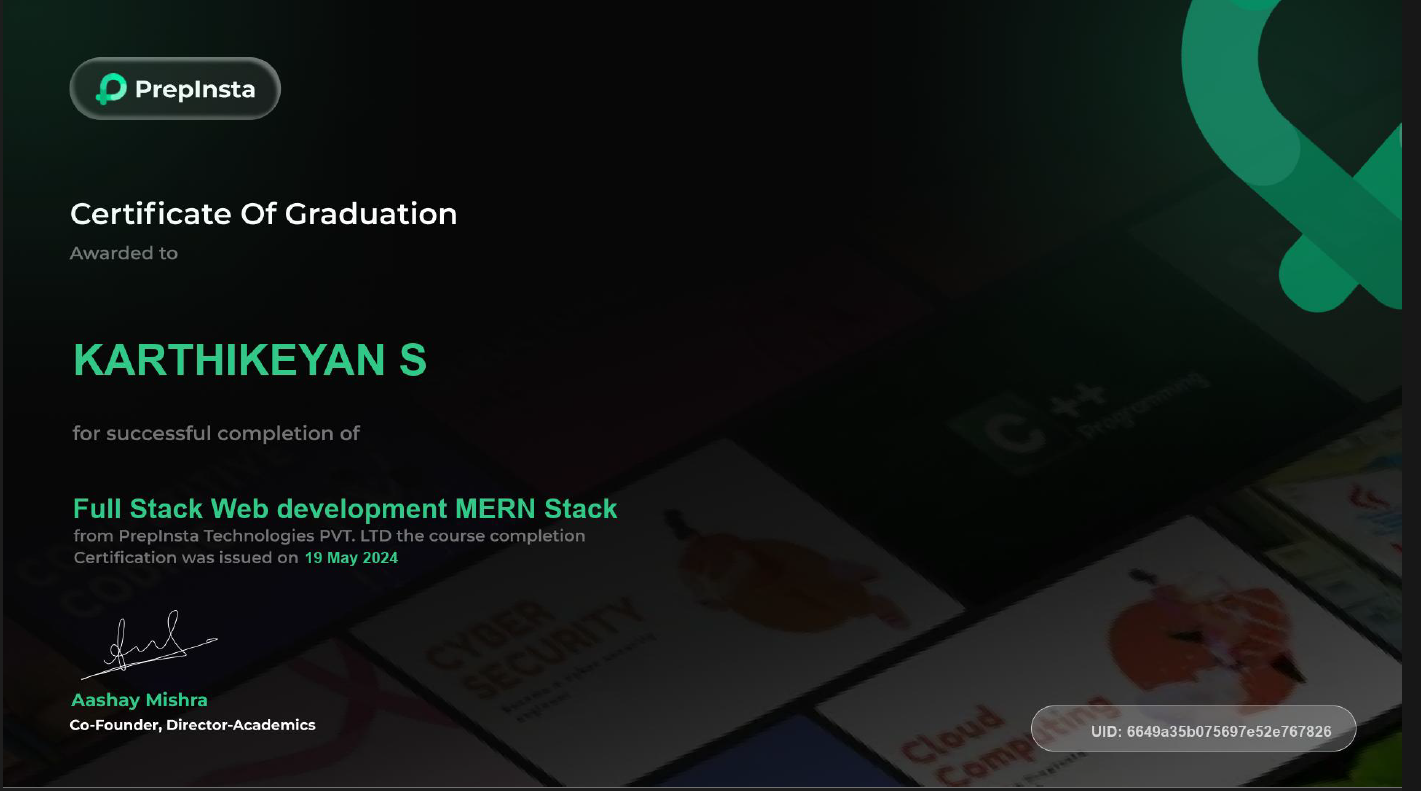 PrepInsta
Certificate Of Graduation
Awarded to
KARTHIKEYAN S
for successful completion of
Full Stack Web development MERN Stack
from PrepInsta Technologies PVT. LTD the course completion
Certification was issued on 19 May 2024
Aashay Mishra
Co-Founder, Director-Academics
C++
Programming
CYBER
SECURITY
Cloud
Computing
UID: 6649a35b075697e52e767826